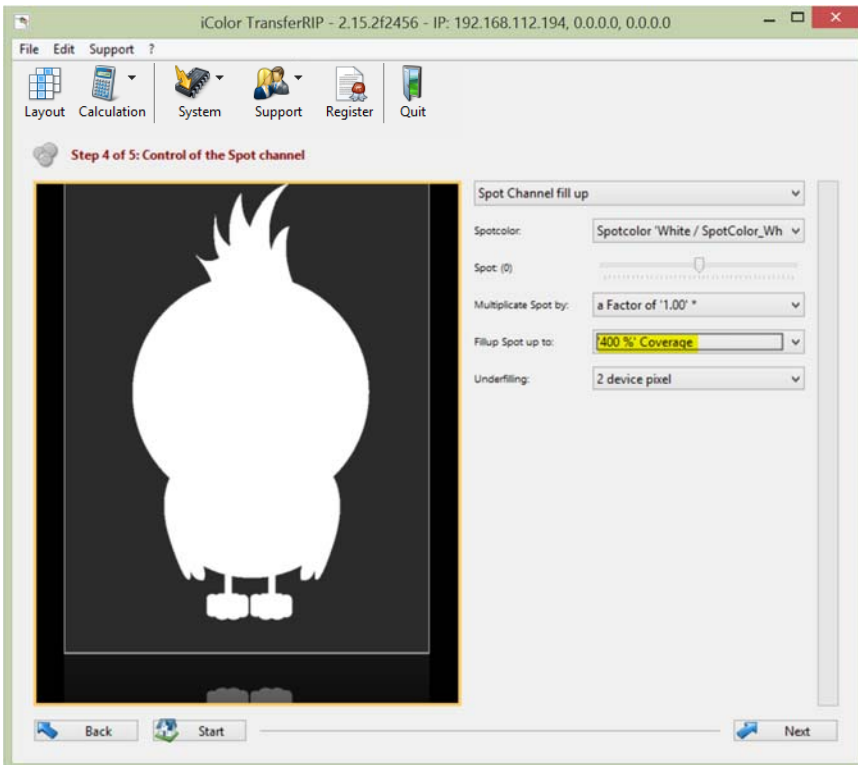 iColor TransferRIP - 2.15.2f2456 - IP: 192.168.112.194, 0.0.0.0, 0.0.0.0
File Edit Support ?
Layout Calculation System Support Register Quit
Step 4 of 5: Control of the Spot channel
Spot Channel fill up
Spotcolor: Spotcolor 'White / SpotColor_Wh
Spot: (0)
Multiplicate Spot by: a Factor of '1.00' *
Fillup Spot up to: '400 %' Coverage
Underfilling: 2 device pixel
Back Start Next